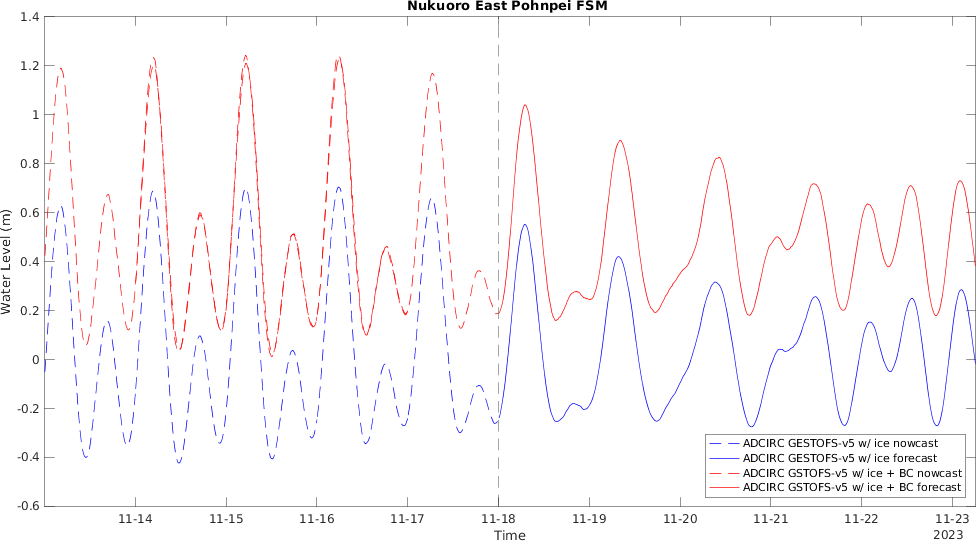 Nukuoro East Pohnpei FSM
Water Level (m)
1.4
1.2
1
0.8
0.6
0.4
0.2
0
-0.2
-0.4
-0.6
ADCIRC GESTOFS-v5 w/ ice nowcast
ADCIRC GESTOFS-v5 w/ ice forecast
ADCIRC GSTOFS-v5 w/ ice + BC nowcast
ADCIRC GSTOFS-v5 w/ ice + BC forecast
11-14 11-15 11-16 11-17 11-18 11-19 11-20 11-21 11-22 11-23
Time 2023